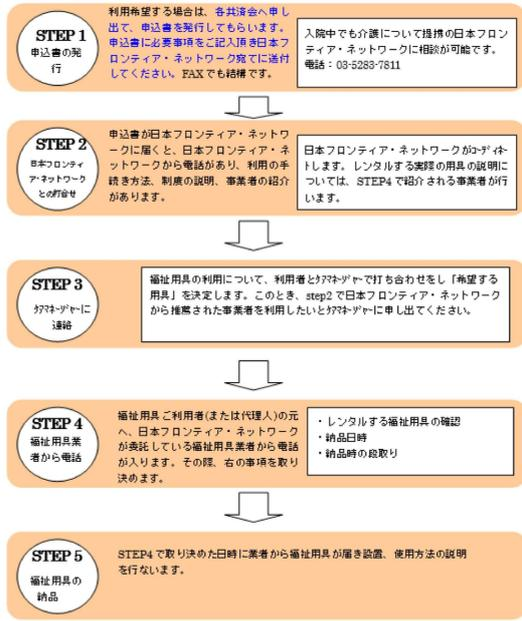 STEP 1
申込書の発
行
利用希望する場合は、各共済会へ申し
出て、申込書を発行してもらいます。
申込書に必要事項をご記入頂き日本フ
ロンティア・ネットワーク宛てに送付
してください。FAXでも結構です。
入院中でも介護について提携の日本フロン
ティア・ネットワークに相談が可能です。
電話：03-5283-7811
STEP 2
日本フロンティ
ア・ネットワーク
との打合せ
申込書が日本フロンティア・ネットワ
ークに届くと、日本フロンティア・ネ
ットワークから電話があり、利用の手
続き方法、制度の説明、事業者の紹介
があります。
日本フロンティア・ネットワークがｺｰﾃﾞｨﾈｰ
トします。レンタルする実際の用具の説明に
ついては、STEP4で紹介される事業者が行
います。
STEP 3
ｹｱﾏﾈｰｼﾞｬｰに
連絡
福祉用具の利用について、利用者とｹｱﾏﾈｰｼﾞｬｰで打ち合わせをし「希望する
用具」を決定します。このとき、step2で日本フロンティア・ネットワーク
から推薦された事業者を利用したいとｹｱﾏﾈｰｼﾞｬｰに申し出てください。
STEP 4
福祉用具業
者から電話
福祉用具ご利用者(または代理人)の元
へ、日本フロンティア・ネットワーク
が委託している福祉用具業者から電話
が入ります。その際、右の事項を取り
決めます。
・レンタルする福祉用具の確認
・納品日時
・納品時の段取り
STEP 5
福祉用具の
納品
STEP4で取り決めた日時に業者から福祉用具が届き設置、使用方法の説明
を行ないます。